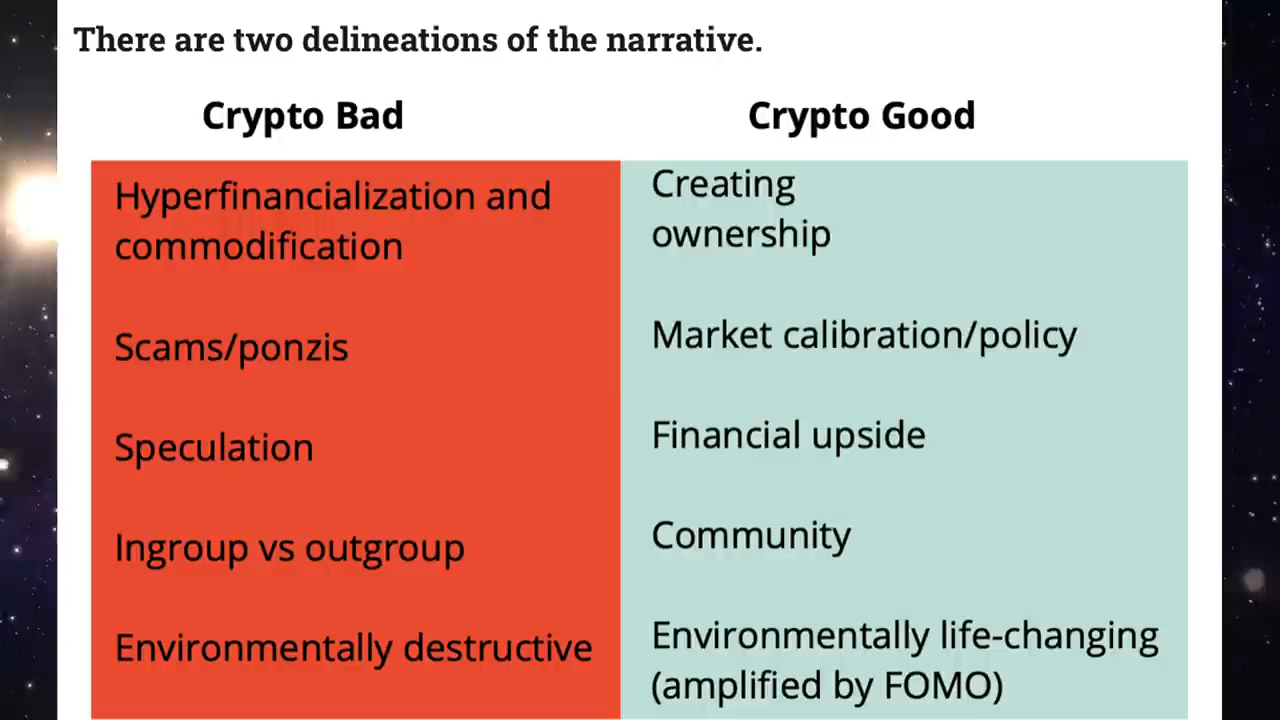 There are two delineations of the narrative.
Crypto Bad
Crypto Good
Hyperfinancialization and
commodification
Scams/ponzis
Speculation
Ingroup vs outgroup
Environmentally destructive
Creating
ownership
Market calibration/policy
Financial upside
Community
Environmentally life-changing
(amplified by FOMO)